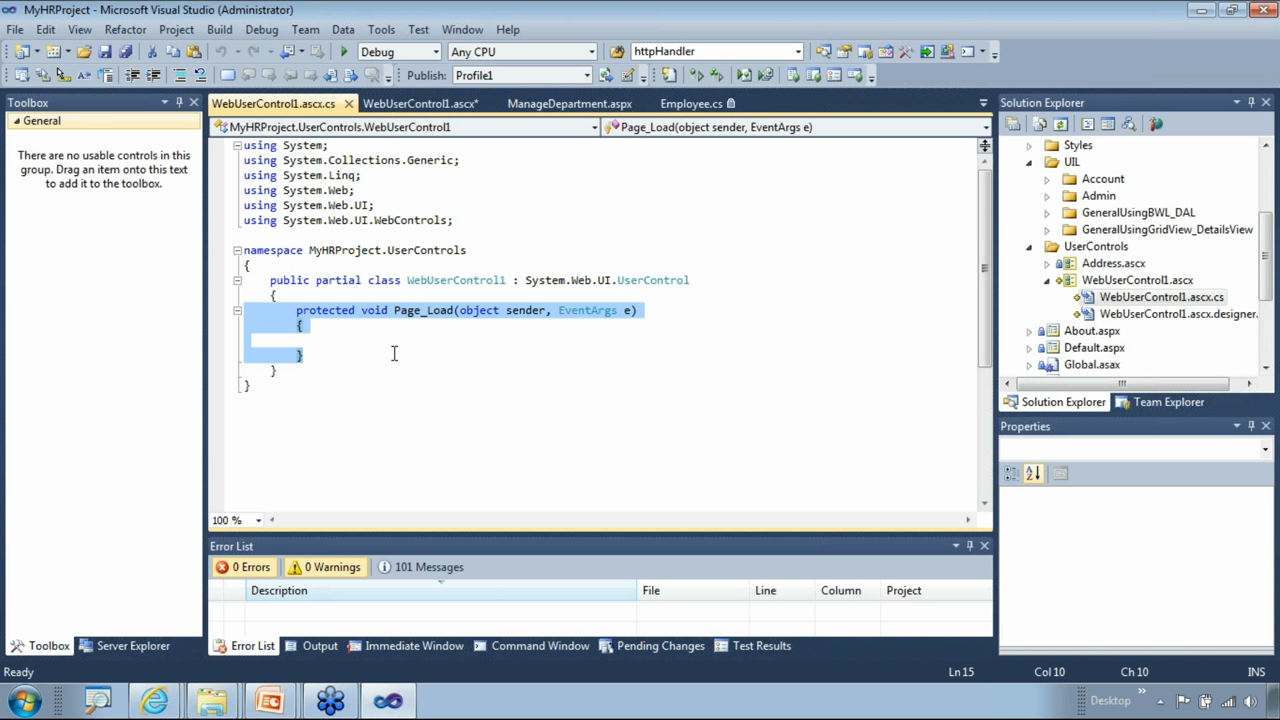 MyHRProject - Microsoft Visual Studio (Administrator)
File Edit View Refactor Project Build Debug Team Data Tools Test Window Help
Debug Any CPU httpHandler
Publish: Profile1
Toolbox
General
There are no usable controls in this
group. Drag an item onto this text
to add it to the toolbox.
WebUserControl1.ascx.cs WebUserControl1.ascx* ManageDepartment.aspx Employee.cs
MyHRProject.UserControls.WebUserControl1 Page_Load(object sender, EventArgs e)
using System;
using System.Collections.Generic;
using System.Linq;
using System.Web;
using System.Web.UI;
using System.Web.UI.WebControls;
namespace MyHRProject.UserControls
{
public partial class WebUserControl1 : System.Web.UI.UserControl
{
protected void Page_Load(object sender, EventArgs e)
{
}
}
}
100 %
Solution Explorer
Styles
UIL
Account
Admin
GeneralUsingBWL_DAL
GeneralUsingGridView_DetailsView
UserControls
Address.ascx
WebUserControl1.ascx
WebUserControl1.ascx.cs
WebUserControl1.ascx.designer.
About.aspx
Default.aspx
Global.asax
Solution Explorer Team Explorer
Properties
Error List
0 Errors 0 Warnings 101 Messages
Description File Line Column Project
Toolbox Server Explorer Error List Output Immediate Window Command Window Pending Changes Test Results
Ready Ln 15 Col 10 Ch 10 INS
Desktop